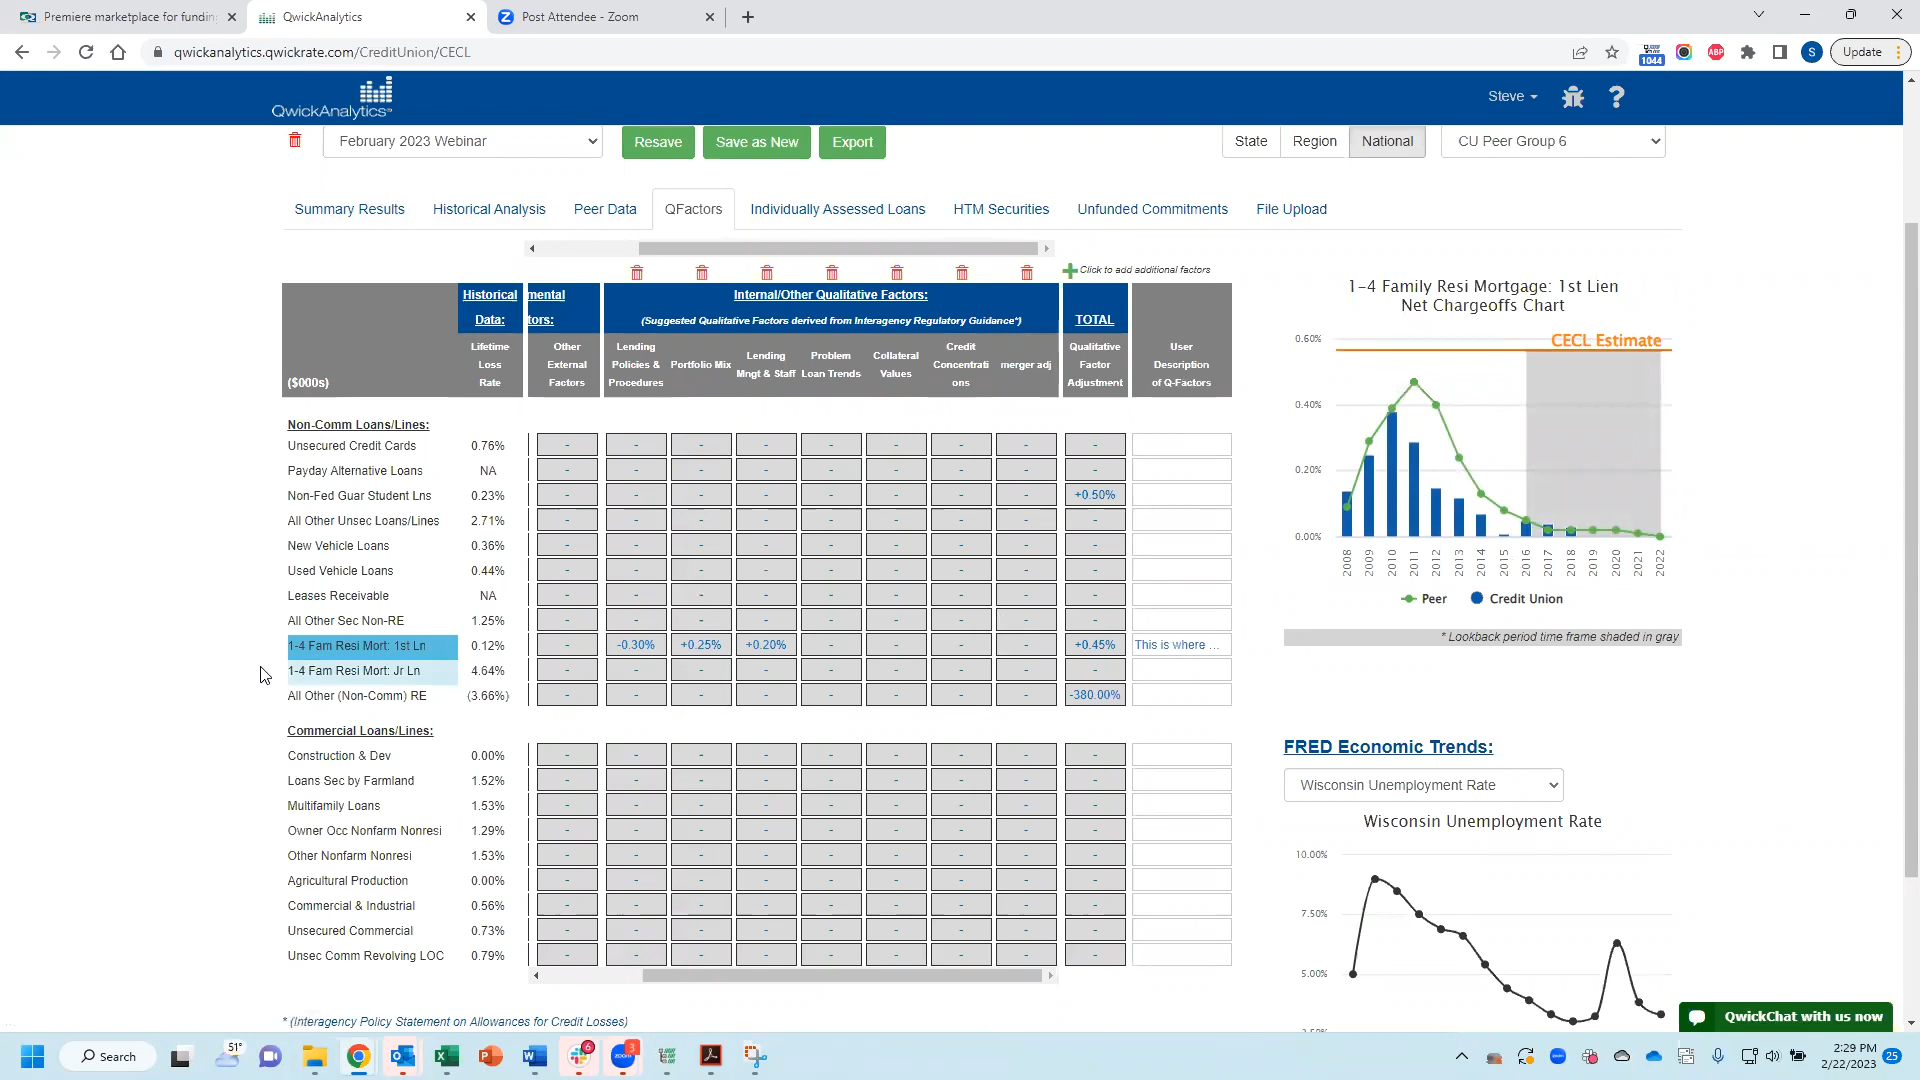 Premiere marketplace for fundin
QwickAnalytics
Post Attendee - Zoom
qwickanalytics.qwickrate.com/CreditUnion/CECL
1044
ABP
S
Update
QwickAnalytics
Steve
?
February 2023 Webinar
Resave
Save as New
Export
State
Region
National
CU Peer Group 6
Summary Results
Historical Analysis
Peer Data
QFactors
Individually Assessed Loans
HTM Securities
Unfunded Commitments
File Upload
Click to add additional factors
Historical Data:
mental
tors:
Internal/Other Qualitative Factors:
(Suggested Qualitative Factors derived from Interagency Regulatory Guidance*)
TOTAL
($000s)
Lifetime Loss Rate
Other External Factors
Lending Policies & Procedures
Portfolio Mix
Lending Mngt & Staff
Problem Loan Trends
Collateral Values
Credit Concentrati ons
merger adj
Qualitative Factor Adjustment
User Description of Q-Factors
Non-Comm Loans/Lines:
Unsecured Credit Cards 0.76% - - - - - - - - -
Payday Alternative Loans NA - - - - - - - - -
Non-Fed Guar Student Lns 0.23% - - - - - - - - +0.50%
All Other Unsec Loans/Lines 2.71% - - - - - - - - -
New Vehicle Loans 0.36% - - - - - - - - -
Used Vehicle Loans 0.44% - - - - - - - - -
Leases Receivable NA - - - - - - - - -
All Other Sec Non-RE 1.25% - - - - - - - - -
1-4 Fam Resi Mort: 1st Ln 0.12% - -0.30% +0.25% +0.20% - - - - +0.45% This is where ...
1-4 Fam Resi Mort: Jr Ln 4.64% - - - - - - - - -
All Other (Non-Comm) RE (3.66%) - - - - - - - - -380.00%
Commercial Loans/Lines:
Construction & Dev 0.00% - - - - - - - - -
Loans Sec by Farmland 1.52% - - - - - - - - -
Multifamily Loans 1.53% - - - - - - - - -
Owner Occ Nonfarm Nonresi 1.29% - - - - - - - - -
Other Nonfarm Nonresi 1.53% - - - - - - - - -
Agricultural Production 0.00% - - - - - - - - -
Commercial & Industrial 0.56% - - - - - - - - -
Unsecured Commercial 0.73% - - - - - - - - -
Unsec Comm Revolving LOC 0.79% - - - - - - - - -
* (Interagency Policy Statement on Allowances for Credit Losses)
1-4 Family Resi Mortgage: 1st Lien
Net Chargeoffs Chart
CECL Estimate
0.60%
0.40%
0.20%
0.00%
2008 2009 2010 2011 2012 2013 2014 2015 2016 2017 2018 2019 2020 2021 2022
Peer
Credit Union
* Lookback period time frame shaded in gray
FRED Economic Trends:
Wisconsin Unemployment Rate
Wisconsin Unemployment Rate
10.00%
7.50%
5.00%
QwickChat with us now
51°
Search
6
zoom
3
2:29 PM
2/22/2023
25